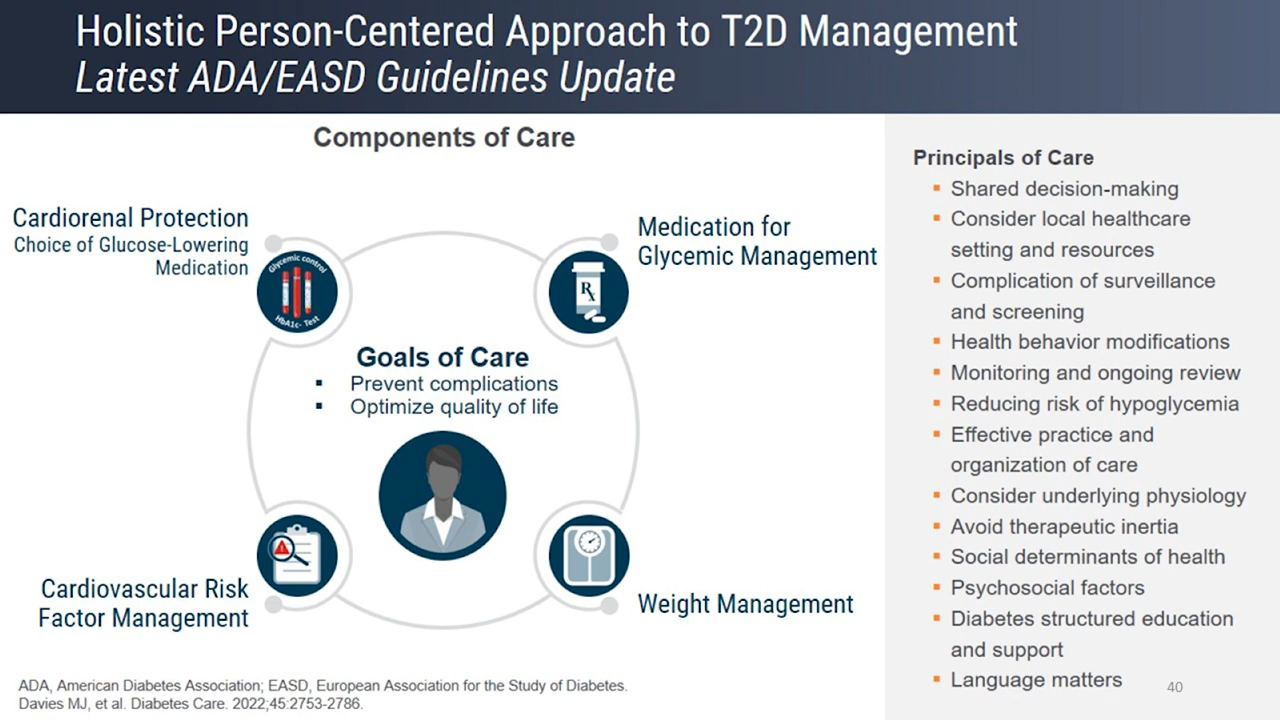 Holistic Person-Centered Approach to T2D Management
Latest ADA/EASD Guidelines Update
Components of Care
Cardiorenal Protection
Choice of Glucose-Lowering
Medication
Glycemic control
HbA1c- Test
Medication for
Glycemic Management
Rx
Goals of Care
▪ Prevent complications
▪ Optimize quality of life
Cardiovascular Risk
Factor Management
Weight Management
ADA, American Diabetes Association; EASD, European Association for the Study of Diabetes.
Davies MJ, et al. Diabetes Care. 2022;45:2753-2786.
Principals of Care
▪ Shared decision-making
▪ Consider local healthcare
setting and resources
▪ Complication of surveillance
and screening
▪ Health behavior modifications
▪ Monitoring and ongoing review
▪ Reducing risk of hypoglycemia
▪ Effective practice and
organization of care
▪ Consider underlying physiology
▪ Avoid therapeutic inertia
▪ Social determinants of health
▪ Psychosocial factors
▪ Diabetes structured education
and support
▪ Language matters
40